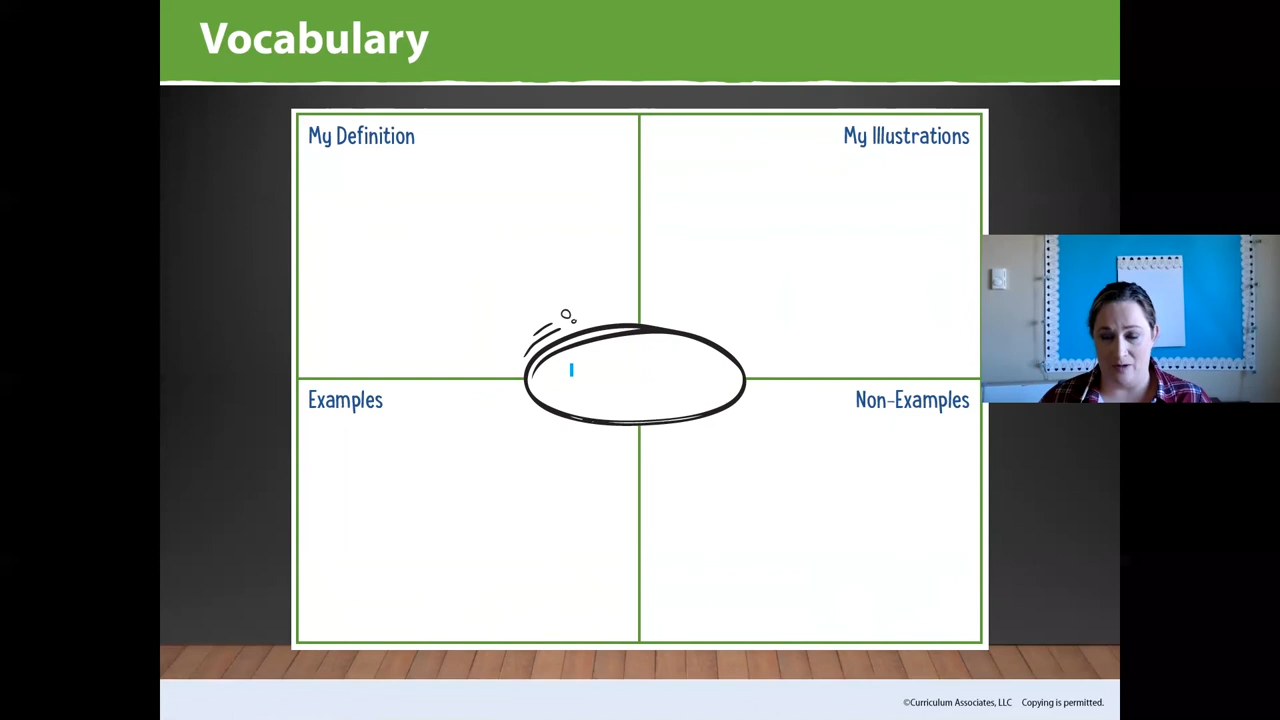 Vocabulary
My Definition
My Illustrations
Examples
Non-Examples
©Curriculum Associates, LLC Copying is permitted.